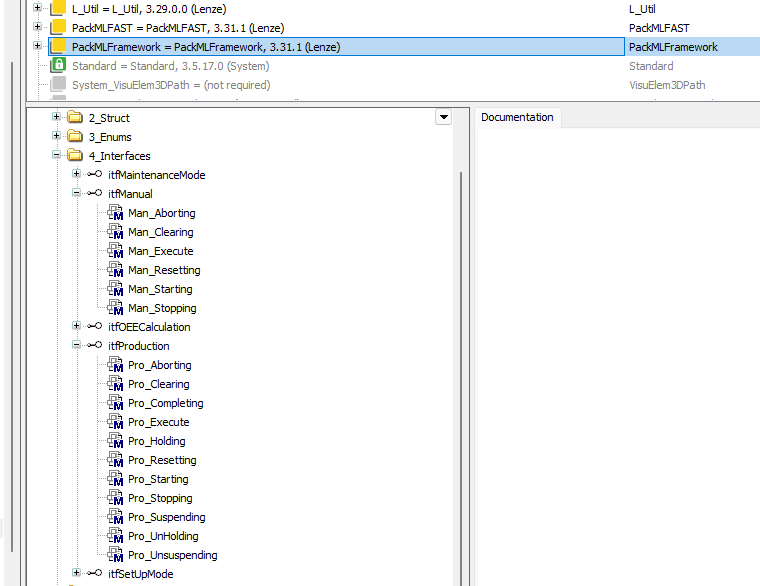 L_Util = L_Util, 3.29.0.0 (Lenze) L_Util
PackMLFAST = PackMLFAST, 3.31.1 (Lenze) PackMLFAST
PackMLFramework = PackMLFramework, 3.31.1 (Lenze) PackMLFramework
Standard = Standard, 3.5.17.0 (System) Standard
System_VisuElem3DPath = (not required) VisuElem3DPath
2_Struct
Documentation
3_Enums
4_Interfaces
itfMaintenanceMode
itfManual
Man_Aborting
Man_Clearing
Man_Execute
Man_Resetting
Man_Starting
Man_Stopping
itfOEECalculation
itfProduction
Pro_Aborting
Pro_Clearing
Pro_Completing
Pro_Execute
Pro_Holding
Pro_Resetting
Pro_Starting
Pro_Stopping
Pro_Suspending
Pro_UnHolding
Pro_Unsuspending
itfSetUpMode